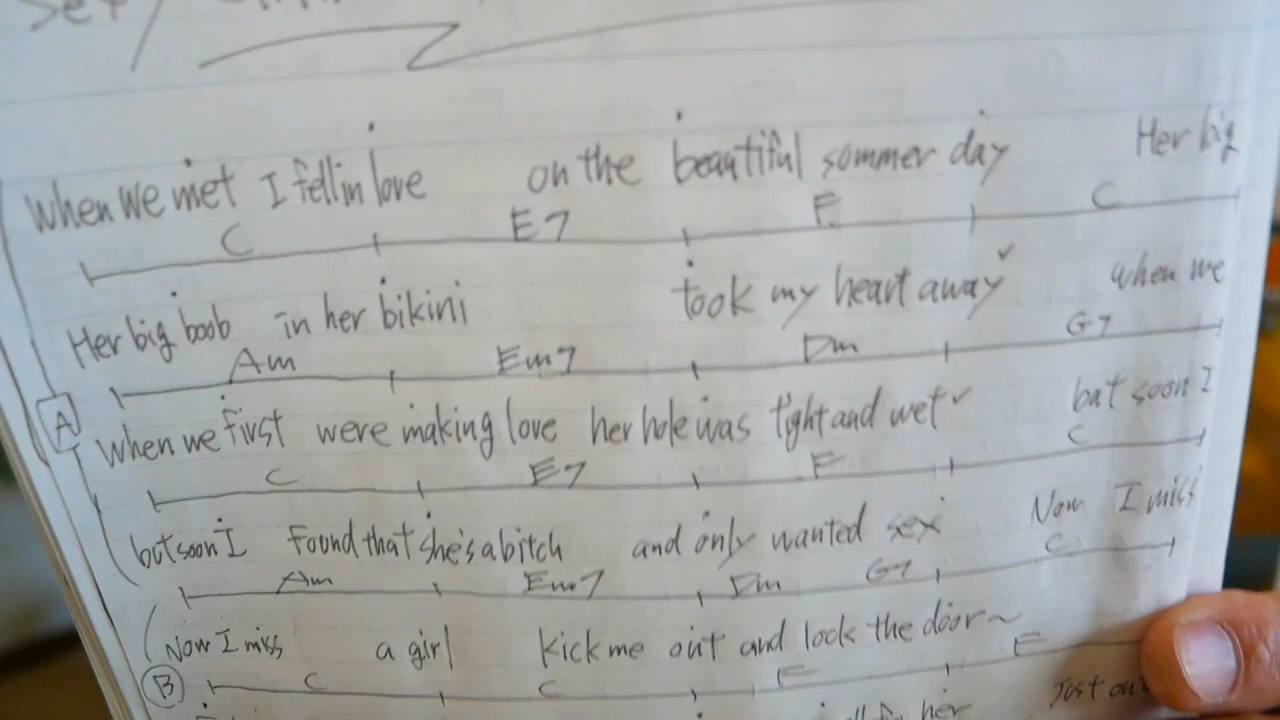 When we met I fell in love on the beautiful sommer day Her big
C E7 F C
Her big boob in her bikini took my heart away when we
Am Em7 Dm G7
A
When we first were making love her hole was tight and wet but soon I
C E7 F C
but soon I found that she's a bitch and only wanted sex Now I miss
Am Em7 Dm G7 C
Now I miss a girl kick me out and lock the door~
B
C C F F
Just
her